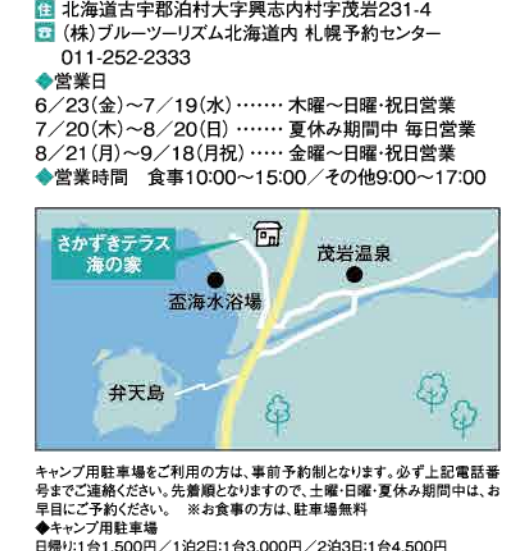 住 北海道古宇郡泊村大字興志内村字茂岩231-4
☎ (株)ブルーツーリズム北海道内 札幌予約センター
011-252-2333
◆営業日
6/23(金)〜7/19(水)……… 木曜〜日曜・祝日営業
7/20(木)〜8/20(日)……… 夏休み期間中 毎日営業
8/21(月)〜9/18(月祝)…… 金曜〜日曜・祝日営業
◆営業時間 食事10:00〜15:00/その他9:00〜17:00
さかずきテラス
海の家
茂岩温泉
盃海水浴場
弁天島
キャンプ用駐車場をご利用の方は、事前予約制となります。必ず上記電話番
号までご連絡ください。先着順となりますので、土曜・日曜・夏休み期間中は、お
早目にご予約ください。 ※お食事の方は、駐車場無料
◆キャンプ用駐車場
日帰り:1台1,500円/1泊2日:1台3,000円/2泊3日:1台4,500円